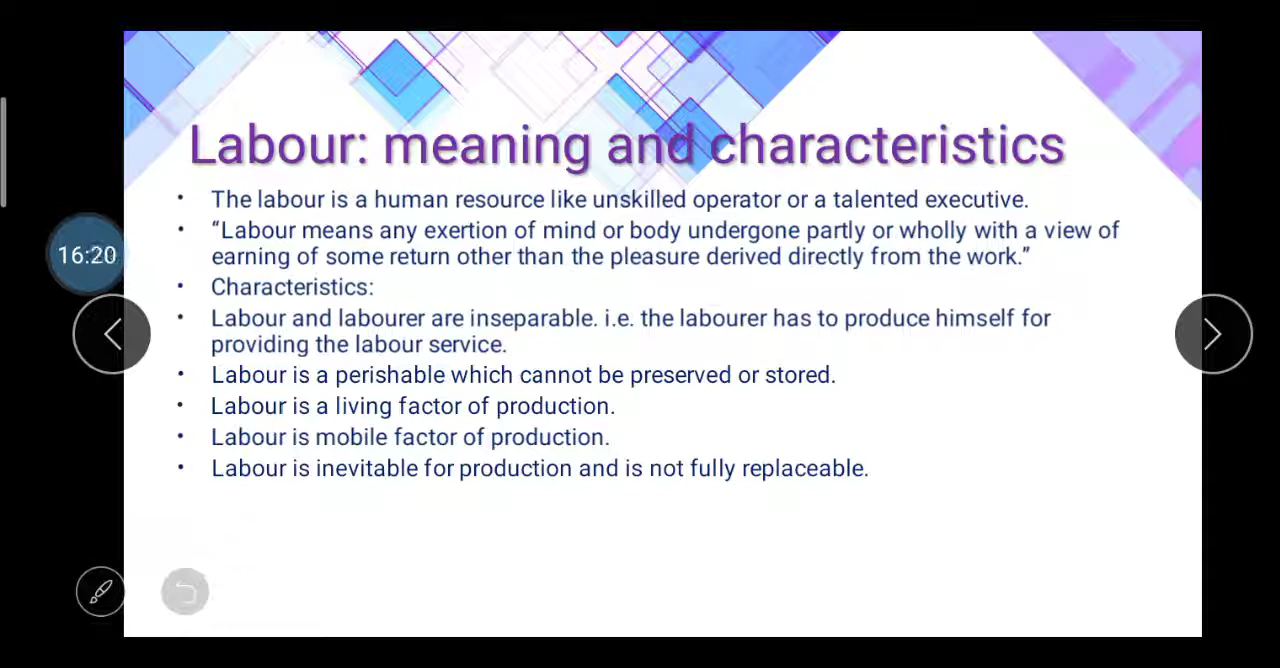 Labour: meaning and characteristics
• The labour is a human resource like unskilled operator or a talented executive.
• “Labour means any exertion of mind or body undergone partly or wholly with a view of
earning of some return other than the pleasure derived directly from the work.”
• Characteristics:
• Labour and labourer are inseparable. i.e. the labourer has to produce himself for
providing the labour service.
• Labour is a perishable which cannot be preserved or stored.
• Labour is a living factor of production.
• Labour is mobile factor of production.
• Labour is inevitable for production and is not fully replaceable.
16:20